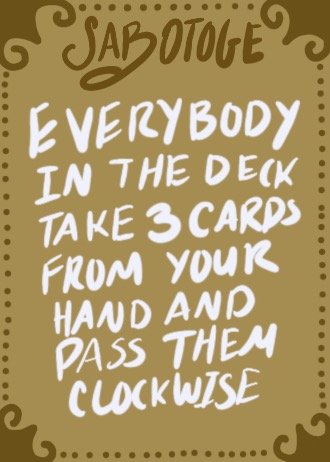 SABOTOGE
EVERYBODY
IN THE DECK
TAKE 3 CARDS
FROM YOUR
HAND AND
PASS THEM
CLOCKWISE